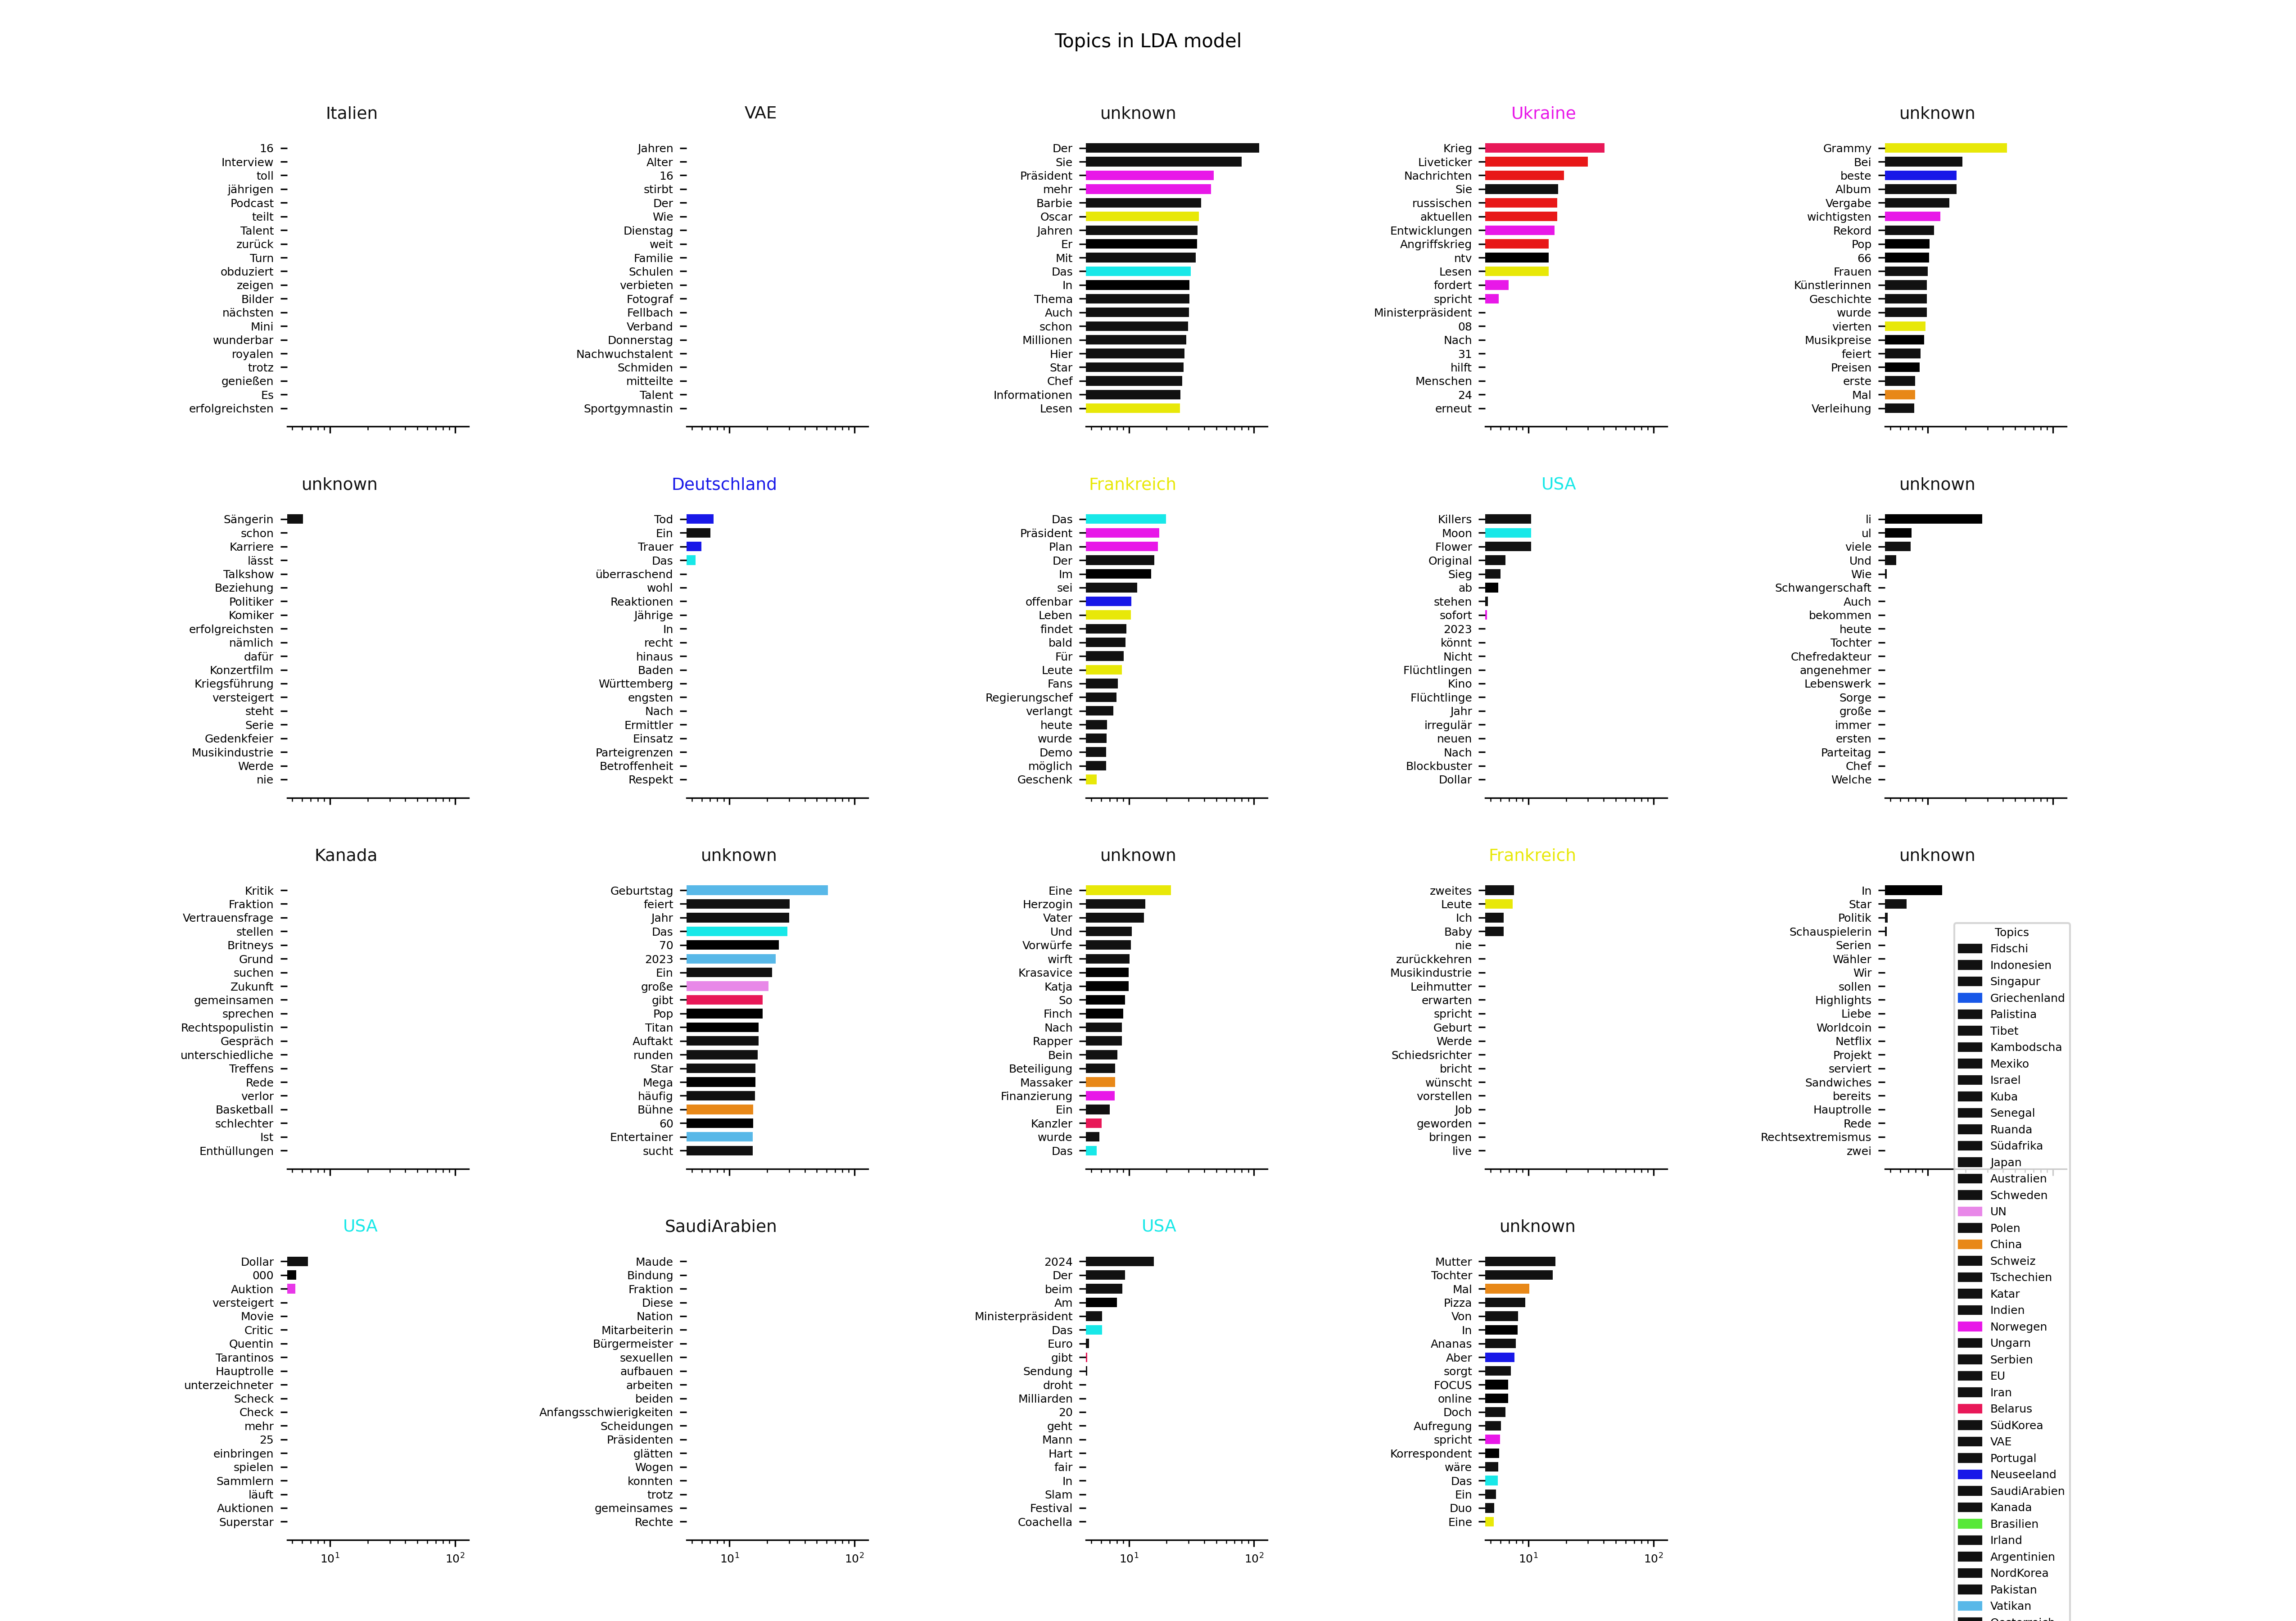 Topics in LDA model
Italien
16
Interview
toll
jährigen
Podcast
teilt
Talent
zurück
Turn
obduziert
zeigen
Bilder
nächsten
Mini
wunderbar
royalen
trotz
genießen
Es
erfolgreichsten
VAE
Jahren
Alter
16
stirbt
Der
Wie
Dienstag
weit
Familie
Schulen
verbieten
Fotograf
Fellbach
Verband
Donnerstag
Nachwuchstalent
Schmiden
mitteilte
Talent
Sportgymnastin
unknown
Der
Sie
Präsident
mehr
Barbie
Oscar
Jahren
Er
Mit
Das
In
Thema
Auch
schon
Millionen
Hier
Star
Chef
Informationen
Lesen
Ukraine
Krieg
Liveticker
Nachrichten
Sie
russischen
aktuellen
Entwicklungen
Angriffskrieg
ntv
Lesen
fordert
spricht
Ministerpräsident
08
Nach
31
hilft
Menschen
24
erneut
unknown
Grammy
Bei
beste
Album
Vergabe
wichtigsten
Rekord
Pop
66
Frauen
Künstlerinnen
Geschichte
wurde
vierten
Musikpreise
feiert
Preisen
erste
Mal
Verleihung
unknown
Sängerin
schon
Karriere
lässt
Talkshow
Beziehung
Politiker
Komiker
erfolgreichsten
nämlich
dafür
Konzertfilm
Kriegsführung
versteigert
steht
Serie
Gedenkfeier
Musikindustrie
Werde
nie
Deutschland
Tod
Ein
Trauer
Das
überraschend
wohl
Reaktionen
Jährige
In
recht
hinaus
Baden
Württemberg
engsten
Nach
Ermittler
Einsatz
Parteigrenzen
Betroffenheit
Respekt
Frankreich
Das
Präsident
Plan
Der
Im
sei
offenbar
Leben
findet
bald
Für
Leute
Fans
Regierungschef
verlangt
heute
wurde
Demo
möglich
Geschenk
USA
Killers
Moon
Flower
Original
Sieg
ab
stehen
sofort
2023
könnt
Nicht
Flüchtlingen
Kino
Flüchtlinge
Jahr
irregulär
neuen
Nach
Blockbuster
Dollar
unknown
li
ul
viele
Und
Wie
Schwangerschaft
Auch
bekommen
heute
Tochter
Chefredakteur
angenehmer
Lebenswerk
Sorge
große
immer
ersten
Parteitag
Chef
Welche
Kanada
Kritik
Fraktion
Vertrauensfrage
stellen
Britneys
Grund
suchen
Zukunft
gemeinsamen
sprechen
Rechtspopulistin
Gespräch
unterschiedliche
Treffens
Rede
verlor
Basketball
schlechter
Ist
Enthüllungen
unknown
Geburtstag
feiert
Jahr
Das
70
2023
Ein
große
gibt
Pop
Titan
Auftakt
runden
Star
Mega
häufig
Bühne
60
Entertainer
sucht
unknown
Eine
Herzogin
Vater
Und
Vorwürfe
wirft
Krasavice
Katja
So
Finch
Nach
Rapper
Bein
Beteiligung
Massaker
Finanzierung
Ein
Kanzler
wurde
Das
Frankreich
zweites
Leute
Ich
Baby
nie
zurückkehren
Musikindustrie
Leihmutter
erwarten
spricht
Geburt
Werde
Schiedsrichter
bricht
wünscht
vorstellen
Job
geworden
bringen
live
unknown
In
Star
Politik
Schauspielerin
Serien
Wähler
Wir
sollen
Highlights
Liebe
Worldcoin
Netflix
Projekt
serviert
Sandwiches
bereits
Hauptrolle
Rede
Rechtsextremismus
zwei
USA
Dollar
000
Auktion
versteigert
Movie
Critic
Quentin
Tarantinos
Hauptrolle
unterzeichneter
Scheck
Check
mehr
25
einbringen
spielen
Sammlern
läuft
Auktionen
Superstar
10¹ 10²
SaudiArabien
Maude
Bindung
Fraktion
Diese
Nation
Mitarbeiterin
Bürgermeister
sexuellen
aufbauen
arbeiten
beiden
Anfangsschwierigkeiten
Scheidungen
Präsidenten
glätten
Wogen
konnten
trotz
gemeinsames
Rechte
10¹ 10²
USA
2024
Der
beim
Am
Ministerpräsident
Das
Euro
gibt
Sendung
droht
Milliarden
20
geht
Mann
Hart
fair
In
Slam
Festival
Coachella
10¹ 10²
unknown
Mutter
Tochter
Mal
Pizza
Von
In
Ananas
Aber
sorgt
FOCUS
online
Doch
Aufregung
spricht
Korrespondent
wäre
Das
Ein
Duo
Eine
10¹ 10²
Topics
Fidschi
Indonesien
Singapur
Griechenland
Palistina
Tibet
Kambodscha
Mexiko
Israel
Kuba
Senegal
Ruanda
Südafrika
Japan
Australien
Schweden
UN
Polen
China
Schweiz
Tschechien
Katar
Indien
Norwegen
Ungarn
Serbien
EU
Iran
Belarus
SüdKorea
VAE
Portugal
Neuseeland
SaudiArabien
Kanada
Brasilien
Irland
Argentinien
NordKorea
Pakistan
Vatikan